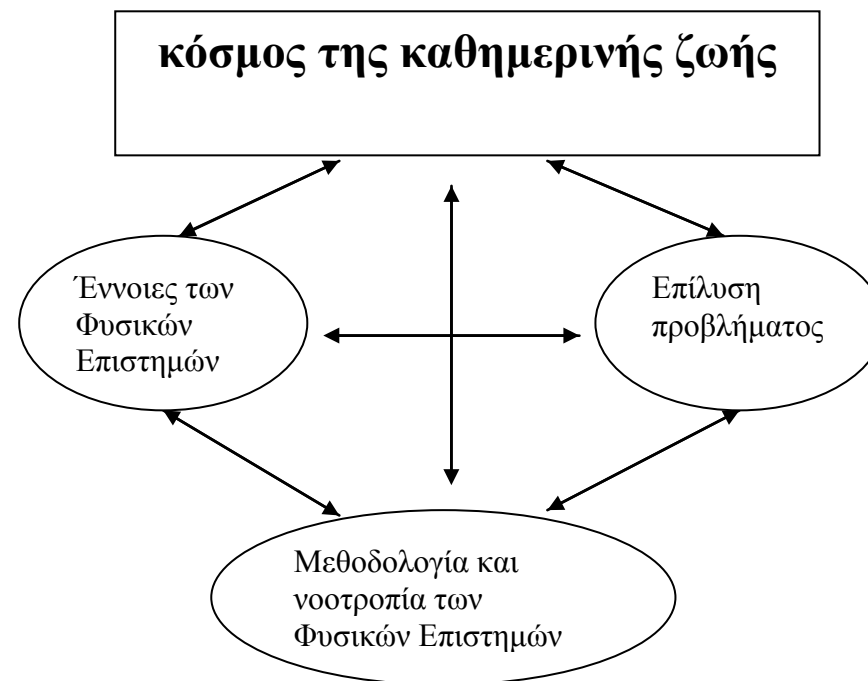 κόσμος της καθημερινής ζωής
Έννοιες των
Φυσικών
Επιστημών
Επίλυση
προβλήματος
Μεθοδολογία και
νοοτροπία των
Φυσικών Επιστημών